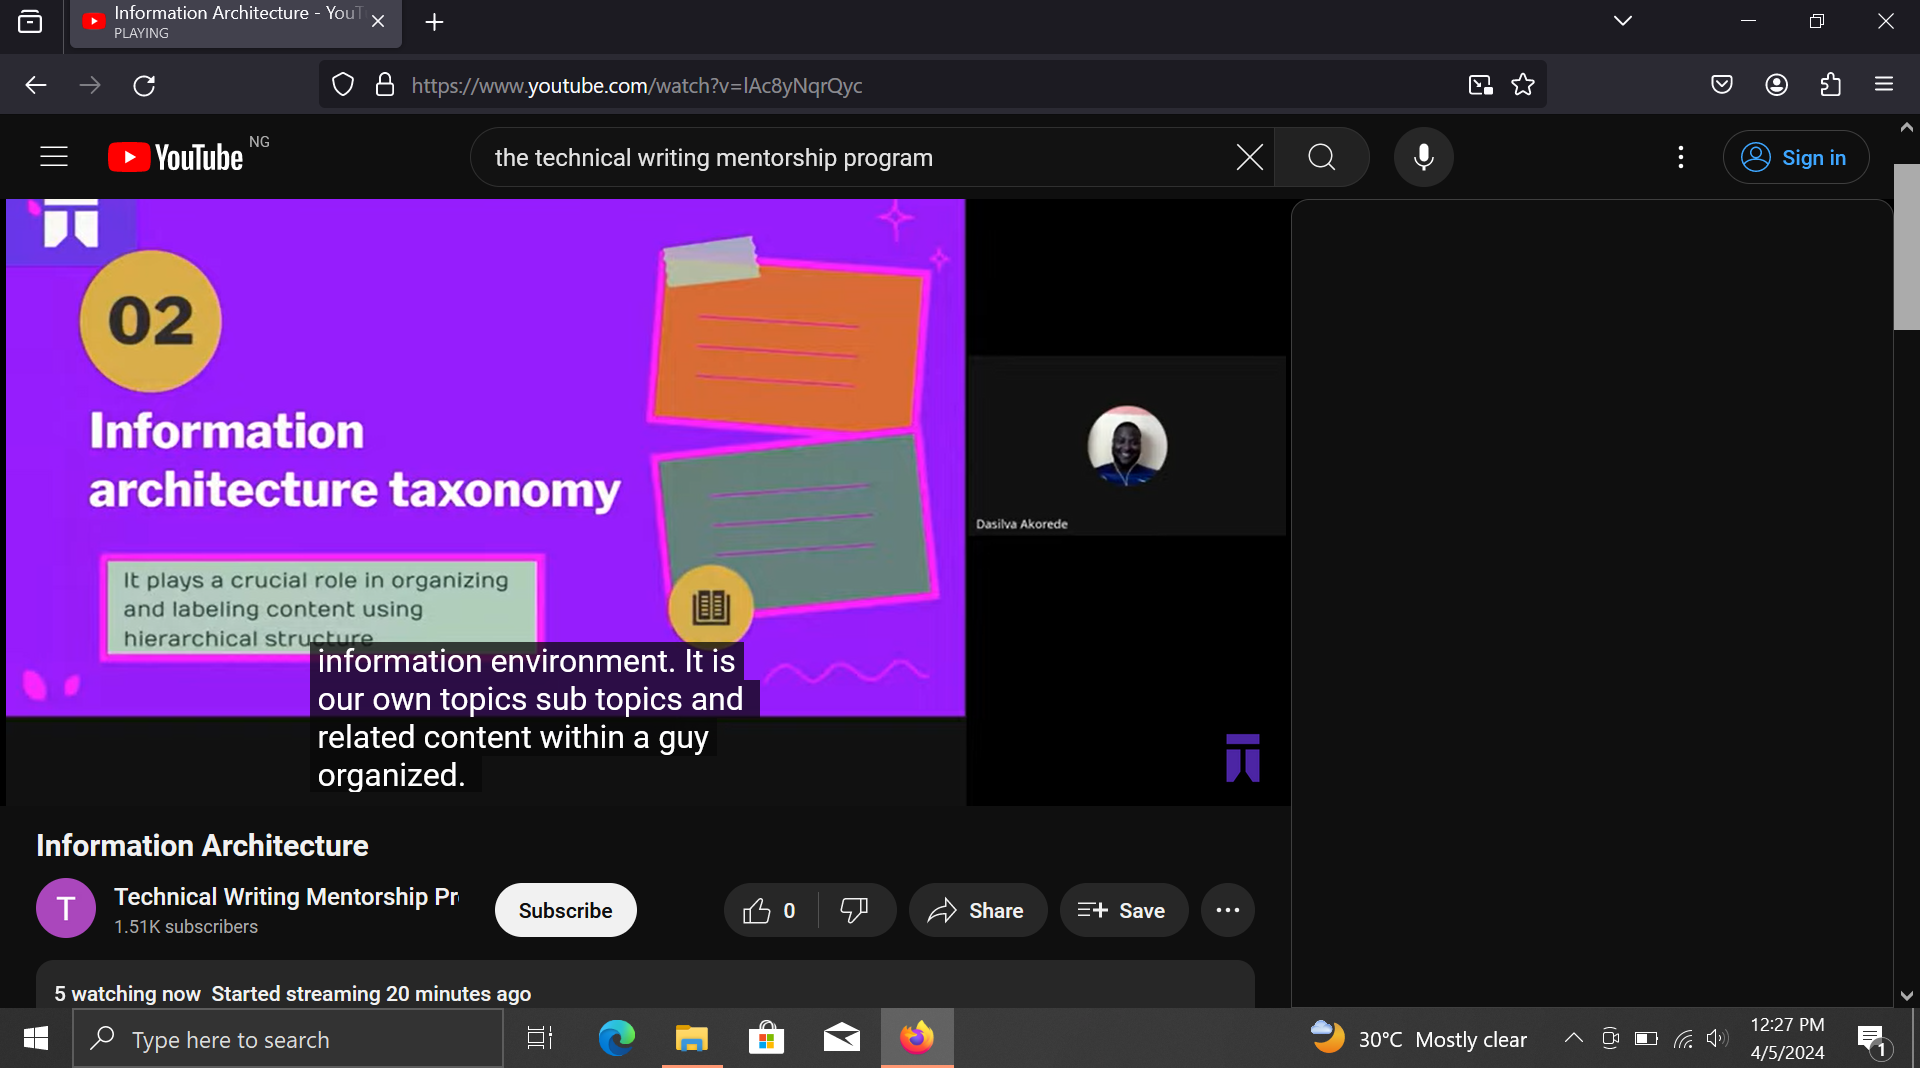 Information Architecture - YouT
PLAYING
https://www.youtube.com/watch?v=lAc8yNqrQyc
YouTube NG
the technical writing mentorship program
Sign in
02
Information
architecture taxonomy
It plays a crucial role in organizing
and labeling content using
hierarchical structure
information environment. It is
our own topics sub topics and
related content within a guy
organized.
Dasilva Akorede
Information Architecture
T
Technical Writing Mentorship Pr
1.51K subscribers
Subscribe
0
Share
Save
5 watching now Started streaming 20 minutes ago
Type here to search
30°C Mostly clear
12:27 PM
4/5/2024
1